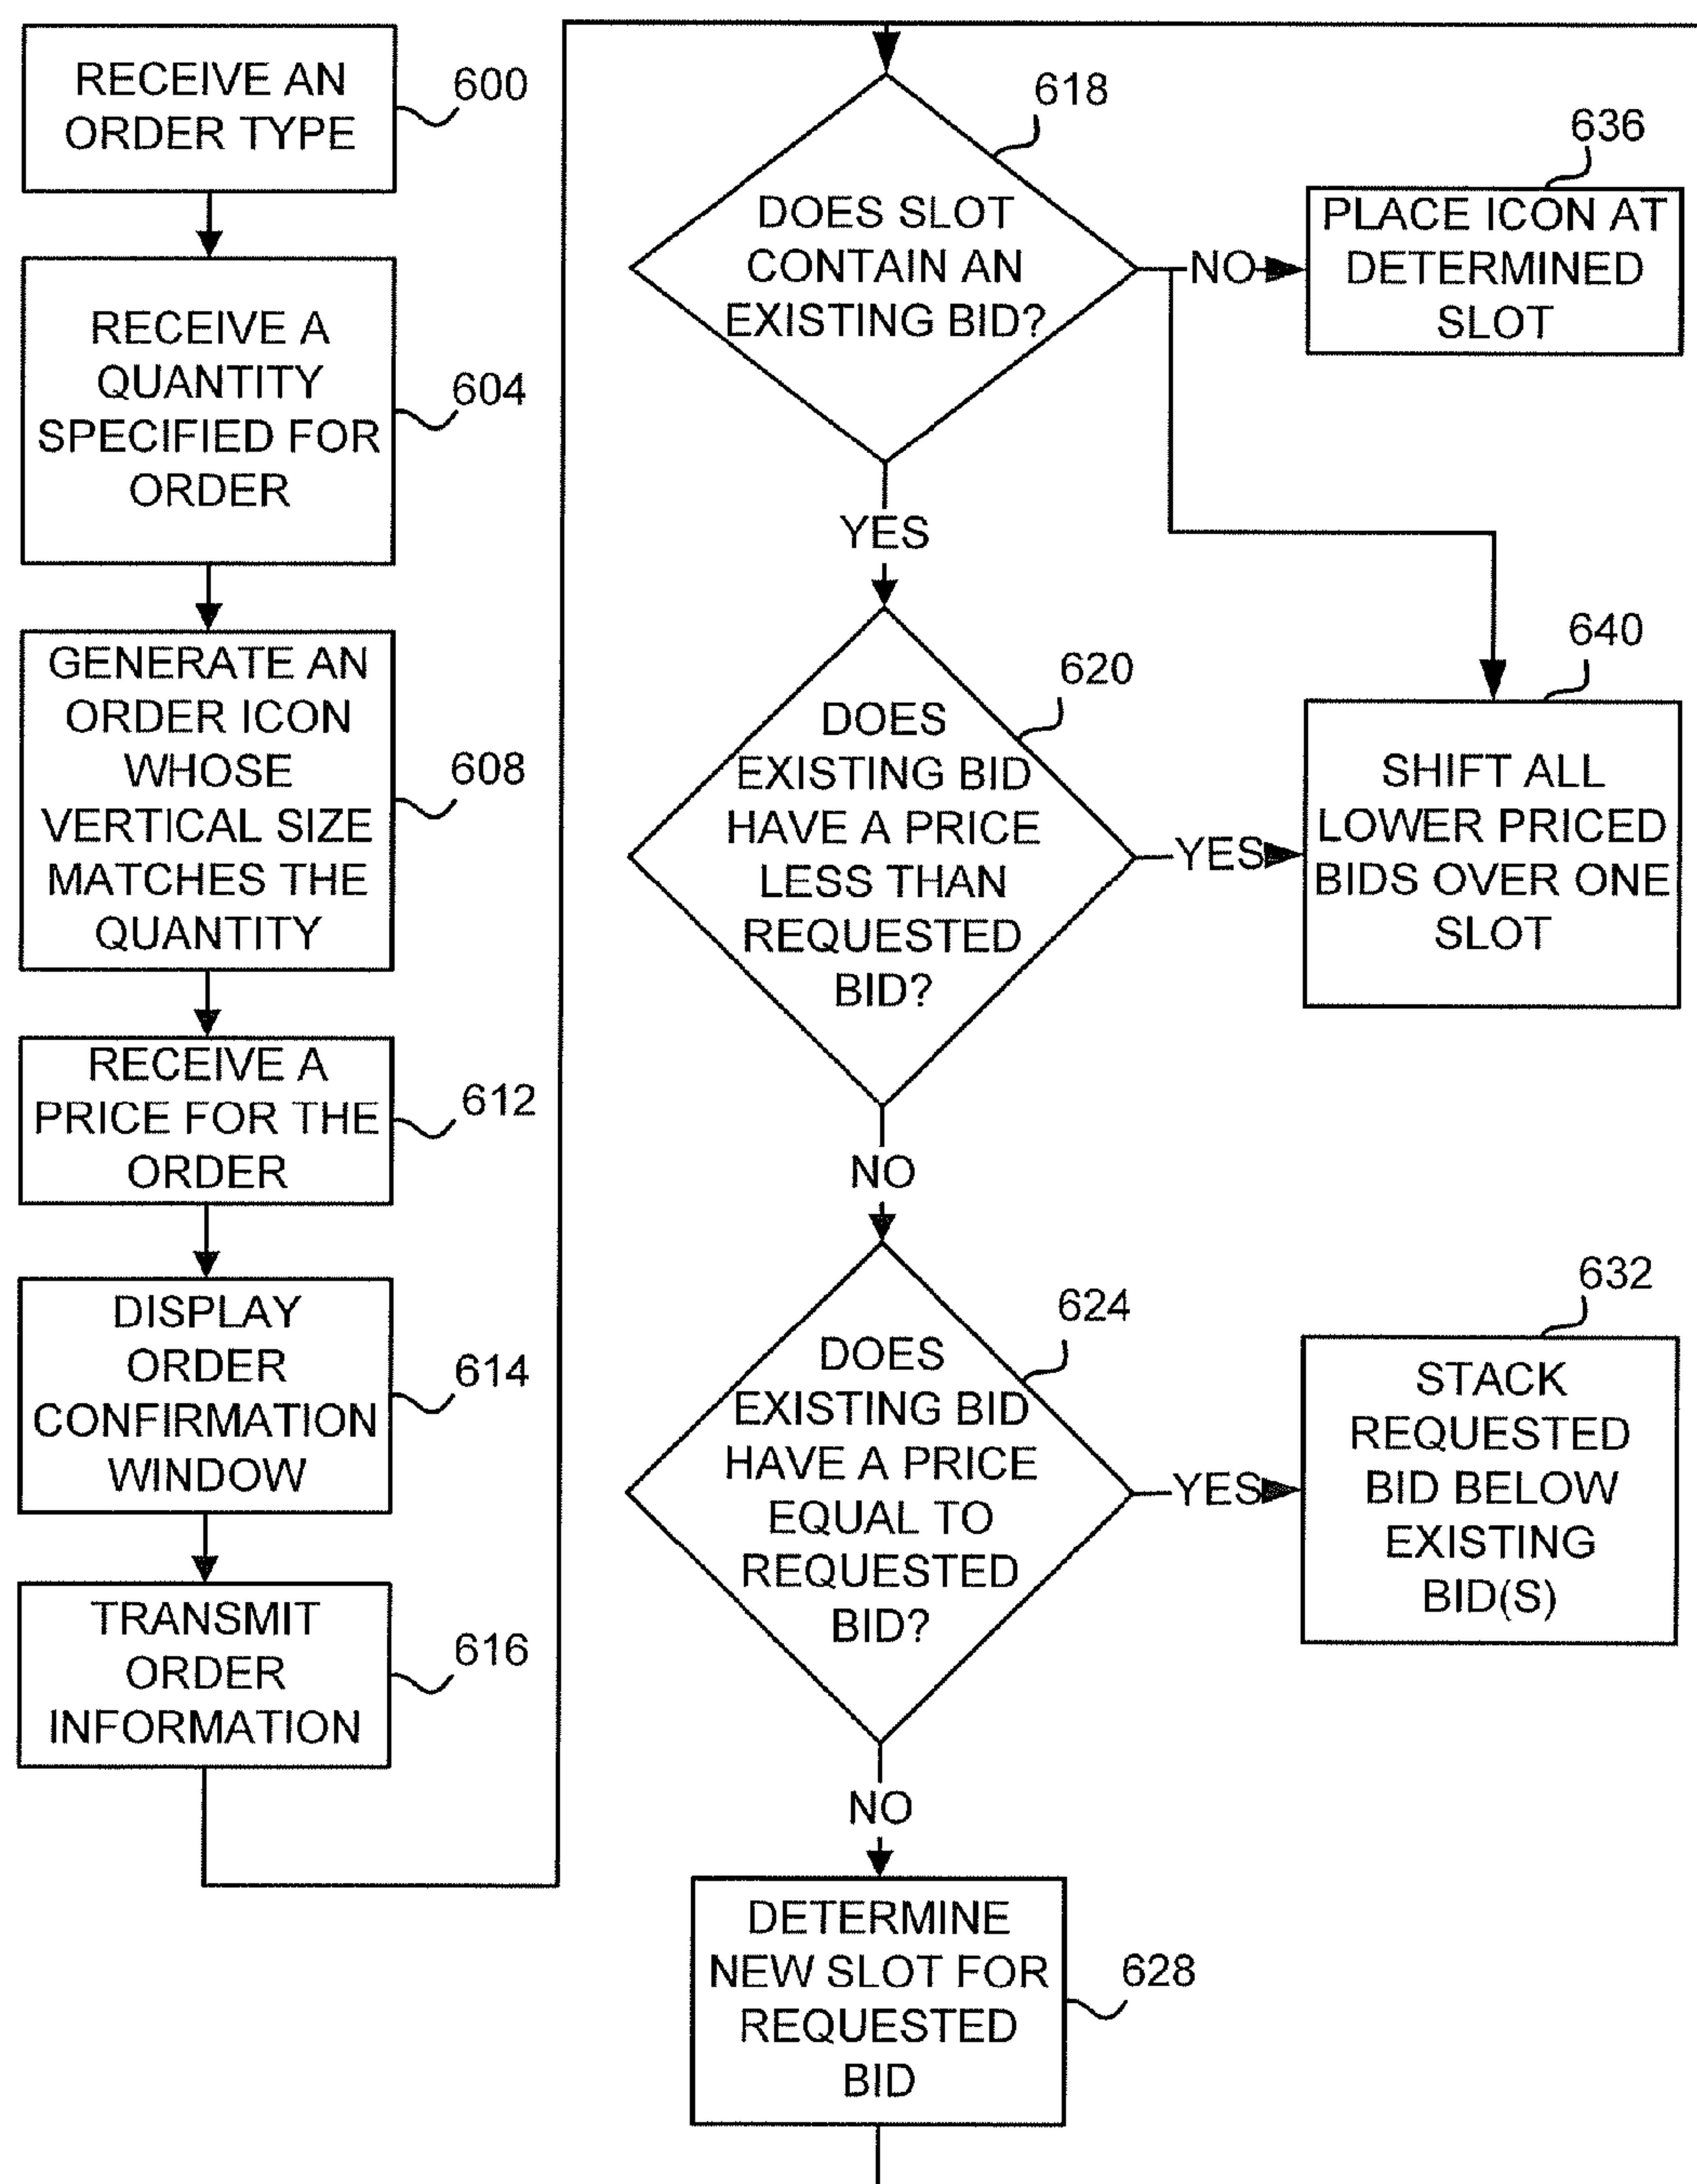 RECEIVE AN
ORDER TYPE
600
RECEIVE A
QUANTITY
SPECIFIED FOR
ORDER
604
GENERATE AN
ORDER ICON
WHOSE
VERTICAL SIZE
MATCHES THE
QUANTITY
608
RECEIVE A
PRICE FOR THE
ORDER
612
DISPLAY
ORDER
CONFIRMATION
WINDOW
614
TRANSMIT
ORDER
INFORMATION
616
618
DOES SLOT
CONTAIN AN
EXISTING BID?
NO
636
PLACE ICON AT
DETERMINED
SLOT
YES
620
DOES
EXISTING BID
HAVE A PRICE
LESS THAN
REQUESTED
BID?
YES
640
SHIFT ALL
LOWER PRICED
BIDS OVER ONE
SLOT
NO
624
DOES
EXISTING BID
HAVE A PRICE
EQUAL TO
REQUESTED
BID?
YES
632
STACK
REQUESTED
BID BELOW
EXISTING
BID(S)
NO
DETERMINE
NEW SLOT FOR
REQUESTED
BID
628